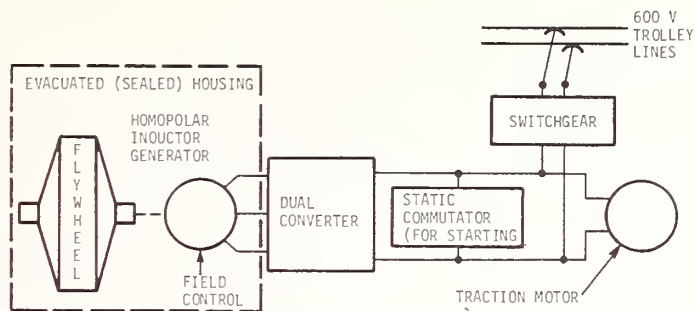 600 V
TROLLEY
LINES
EVACUATED (SEALED) HOUSING
HOMOPOLAR
INOUCTOR
GENERATOR
SWITCHGEAR
FLYWHEEL
DUAL
CONVERTER
STATIC
COMMUTATOR
(FOR STARTING
FIELD
CONTROL
TRACTION MOTOR